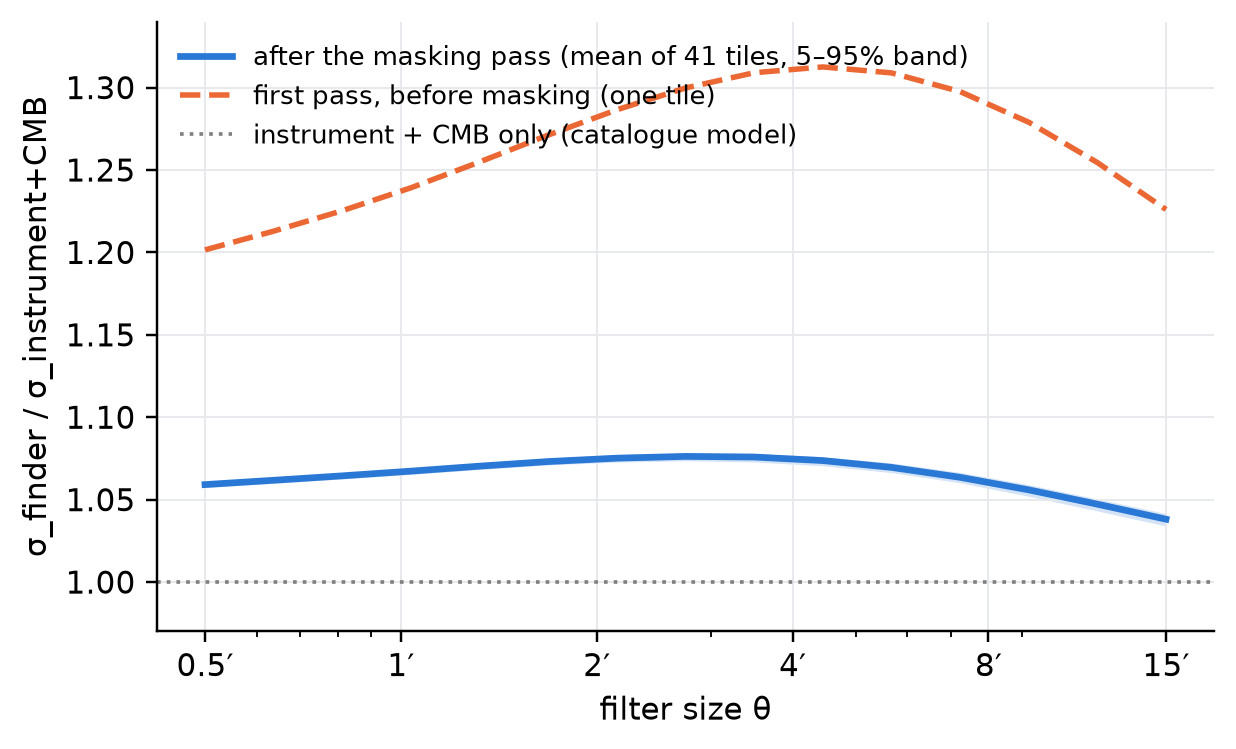 after the masking pass (mean of 41 tiles, 5–95% band)
first pass, before masking (one tile)
instrument + CMB only (catalogue model)
σ_finder / σ_instrument+CMB
1.30
1.25
1.20
1.15
1.10
1.05
1.00
0.5′ 1′ 2′ 4′ 8′ 15′
filter size θ